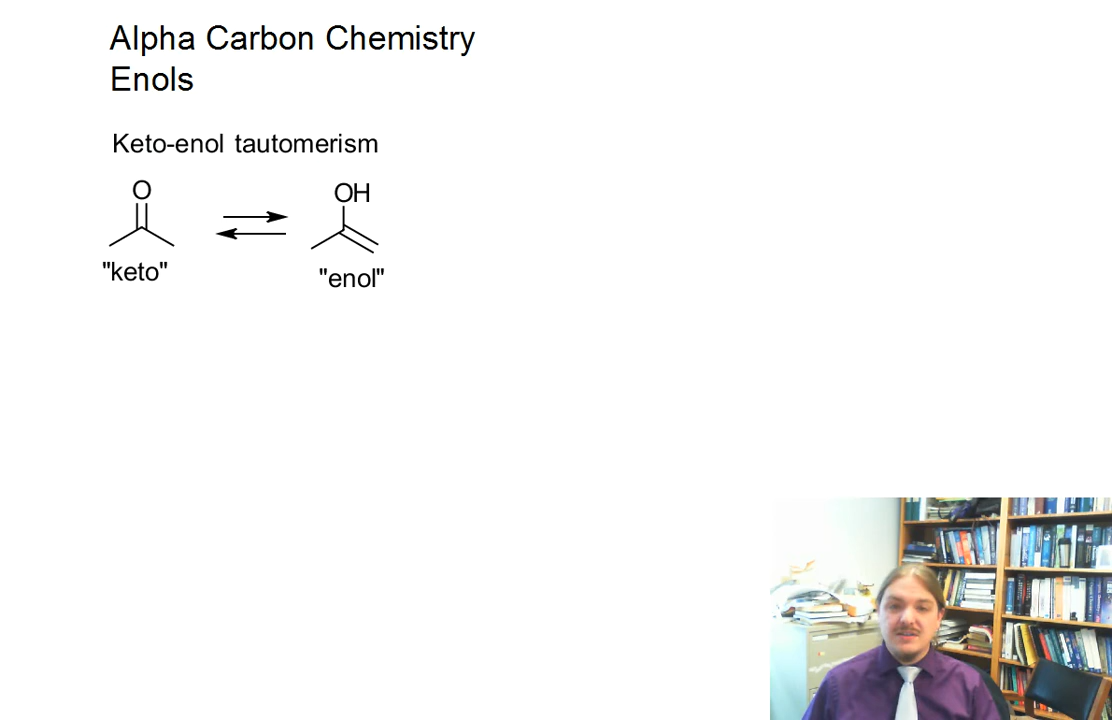 Alpha Carbon Chemistry
Enols
Keto-enol tautomerism
O
OH
"keto"
"enol"